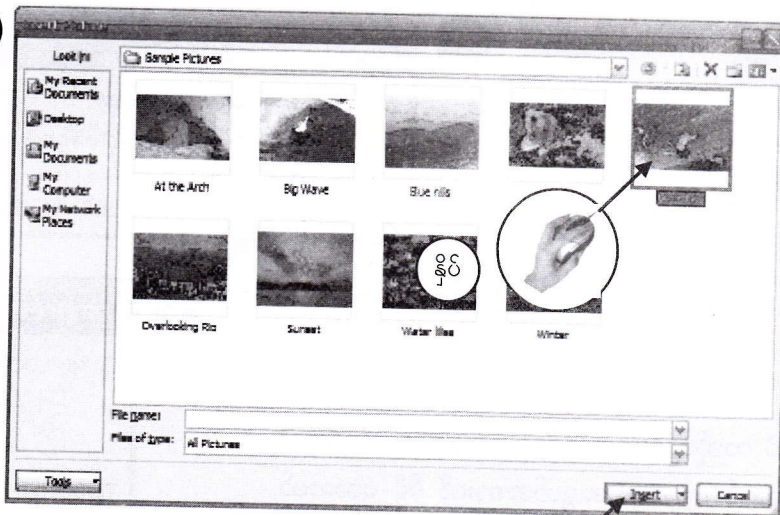 Look in:
Sample Pictures
My Recent
Documents
Desktop
My
Documents
My
Computer
My Network
Places
At the Arch
Big Wave
Blue hills
Overlooking Rio
Sunset
Water lilies
Winter
File name:
Files of type:
All Pictures
Tools
Insert
Cancel